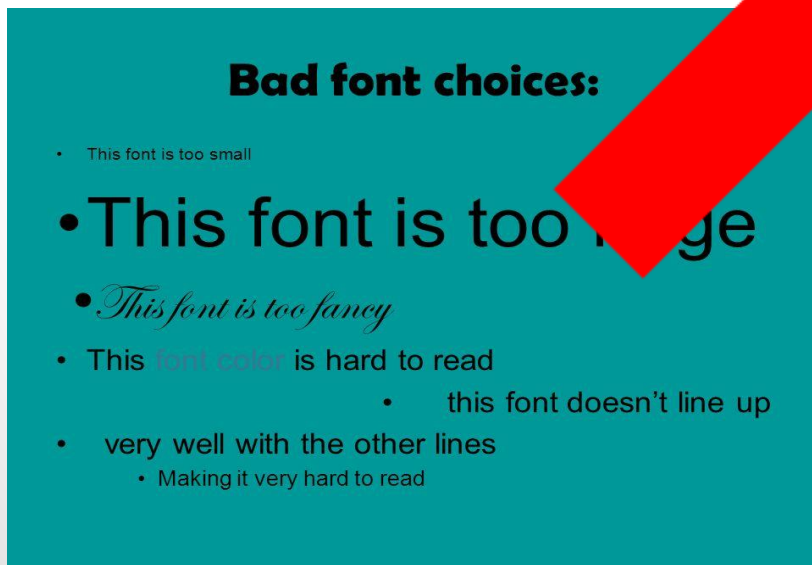 Bad font choices:
• This font is too small
•This font is too
•This font is too fancy
• This font color is hard to read
• this font doesn’t line up
• very well with the other lines
• Making it very hard to read